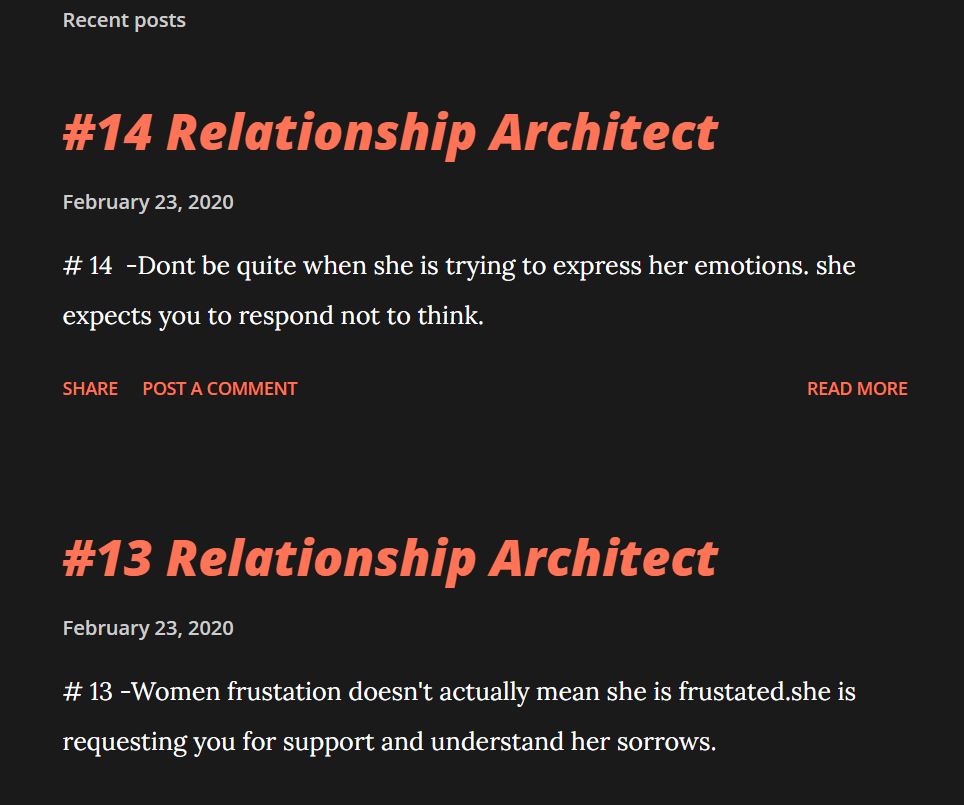 Recent posts
#14 Relationship Architect
February 23, 2020
# 14  -Dont be quite when she is trying to express her emotions. she
expects you to respond not to think.
SHARE POST A COMMENT READ MORE
#13 Relationship Architect
February 23, 2020
# 13 -Women frustation doesn't actually mean she is frustated.she is
requesting you for support and understand her sorrows.